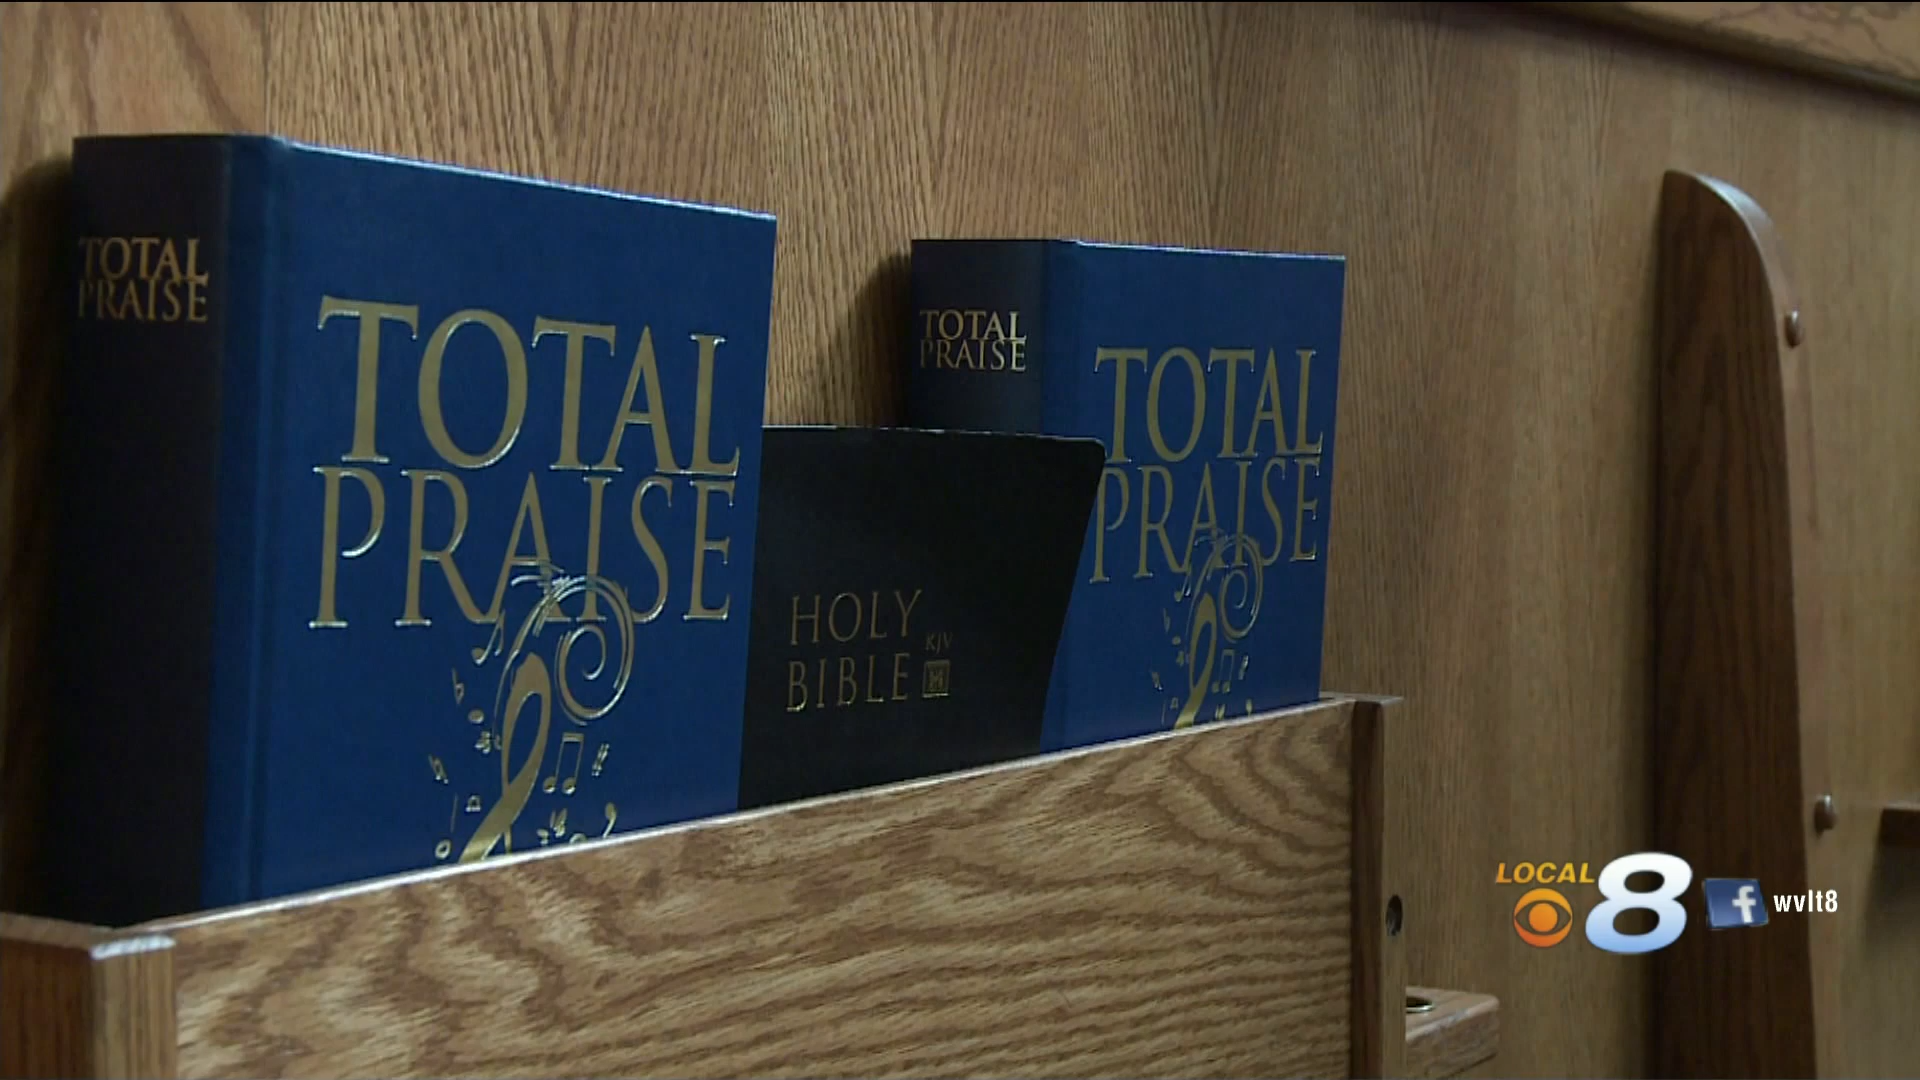 TOTAL
PRAISE
TOTAL
PRAISE
HOLY
BIBLE
KJV
TOTAL
PRAISE
TOTAL
PRAISE
LOCAL
8
f
wvlt8